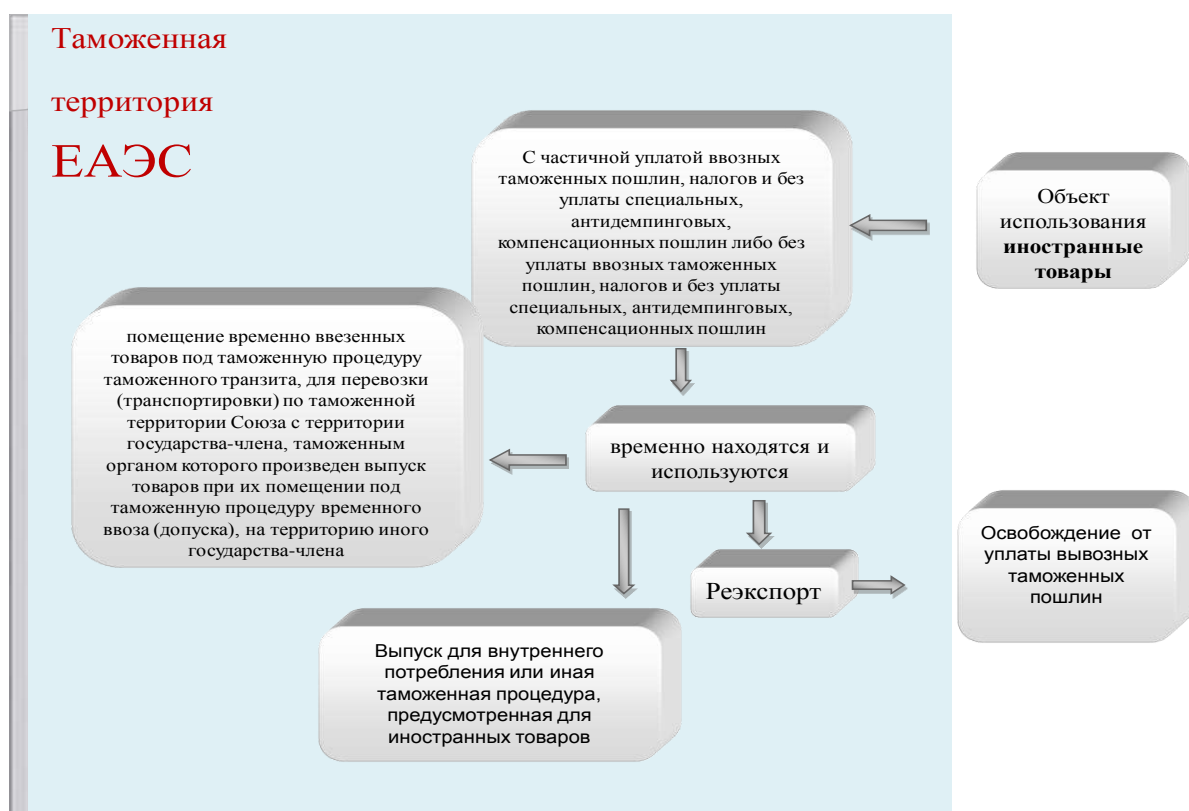 Таможенная
территория
ЕАЭС
С частичной уплатой ввозных
таможенных пошлин, налогов и без
уплаты специальных,
антидемпинговых,
компенсационных пошлин либо без
уплаты ввозных таможенных
пошлин, налогов и без уплаты
специальных, антидемпинговых,
компенсационных пошлин
Объект
использования
иностранные
товары
помещение временно ввезенных
товаров под таможенную процедуру
таможенного транзита, для перевозки
(транспортировки) по таможенной
территории Союза с территории
государства-члена, таможенным
органом которого произведен выпуск
товаров при их помещении под
таможенную процедуру временного
ввоза (допуска), на территорию иного
государства-члена
временно находятся и
используются
Реэкспорт
Освобождение от
уплаты вывозных
таможенных
пошлин
Выпуск для внутреннего
потребления или иная
таможенная процедура,
предусмотренная для
иностранных товаров